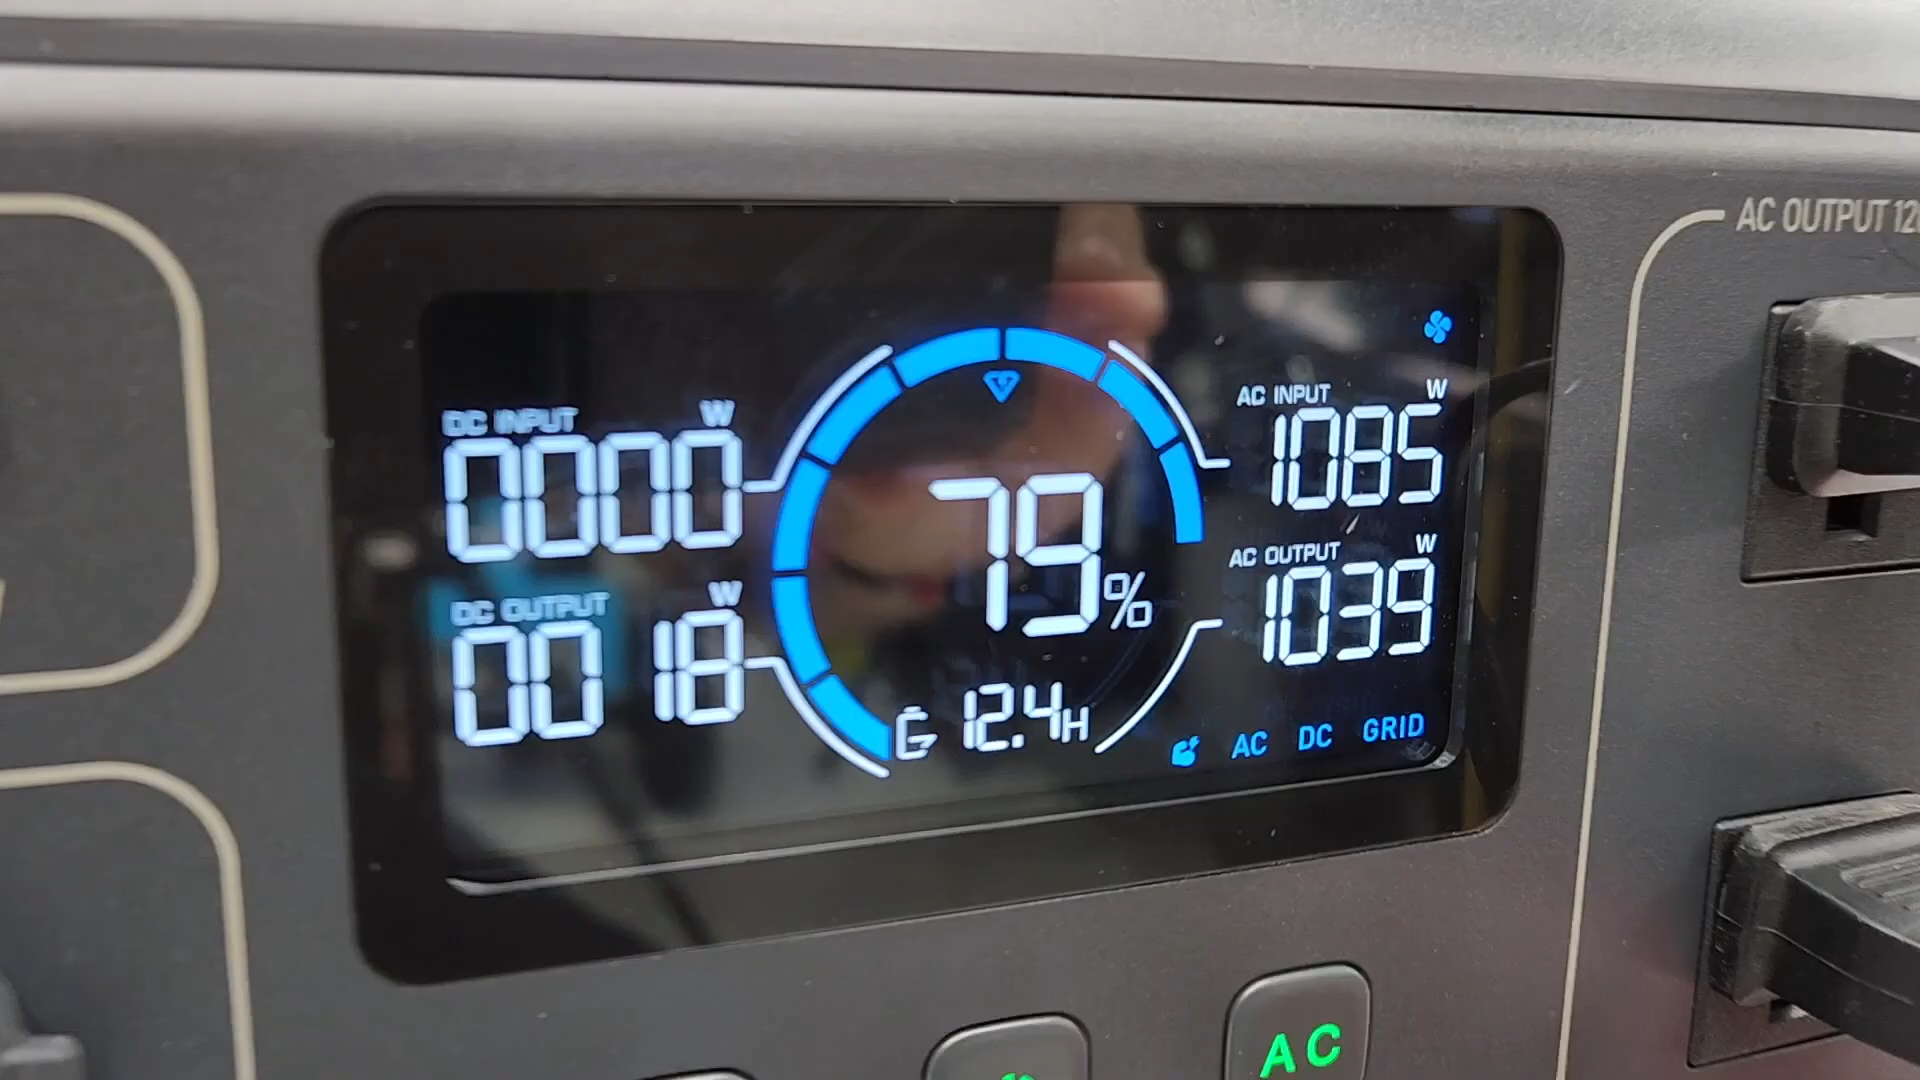 AC OUTPUT 12
DC INPUT W
0000
DC OUTPUT W
0018
79%
12.4H
AC INPUT W
1085
AC OUTPUT W
1039
AC DC GRID
AC